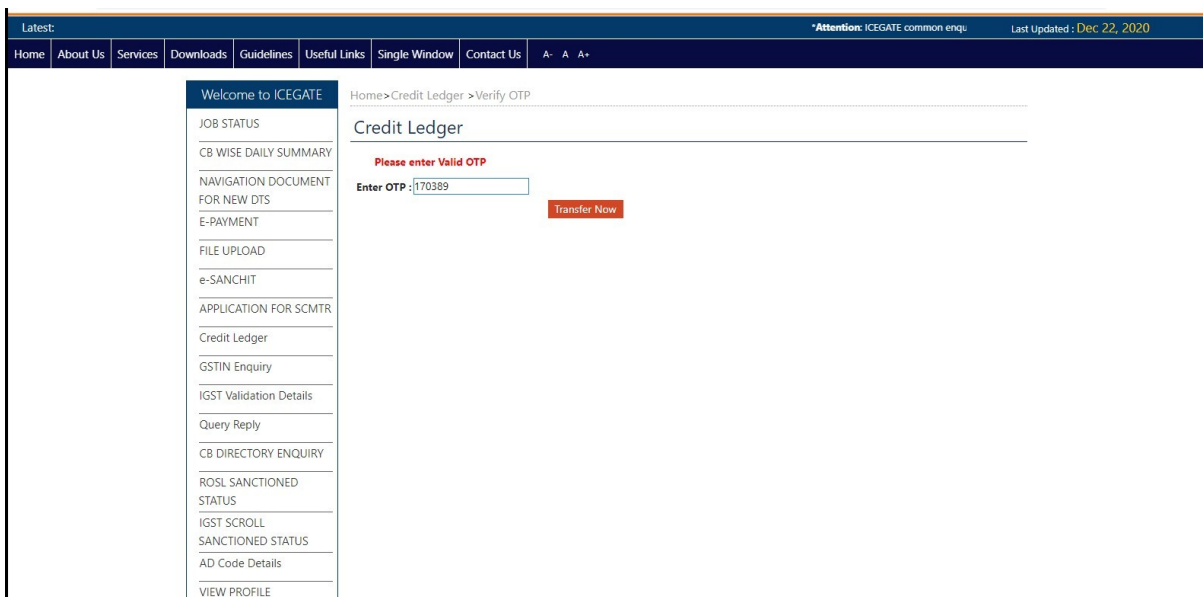 Latest: *Attention: ICEGATE common enqu Last Updated : Dec 22, 2020
Home About Us Services Downloads Guidelines Useful Links Single Window Contact Us A- A A+
Welcome to ICEGATE
JOB STATUS
CB WISE DAILY SUMMARY
NAVIGATION DOCUMENT
FOR NEW DTS
E-PAYMENT
FILE UPLOAD
e-SANCHIT
APPLICATION FOR SCMTR
Credit Ledger
GSTIN Enquiry
IGST Validation Details
Query Reply
CB DIRECTORY ENQUIRY
ROSL SANCTIONED
STATUS
IGST SCROLL
SANCTIONED STATUS
AD Code Details
VIEW PROFILE
Home>Credit Ledger >Verify OTP
Credit Ledger
Please enter Valid OTP
Enter OTP : 170389
Transfer Now